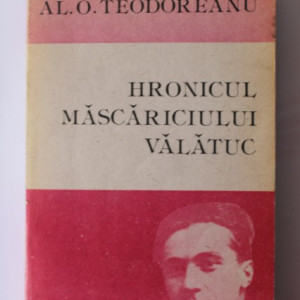 AL. O. TEODOREANU
HRONICUL
MĂSCĂRICIULUI
VĂLĂTUC